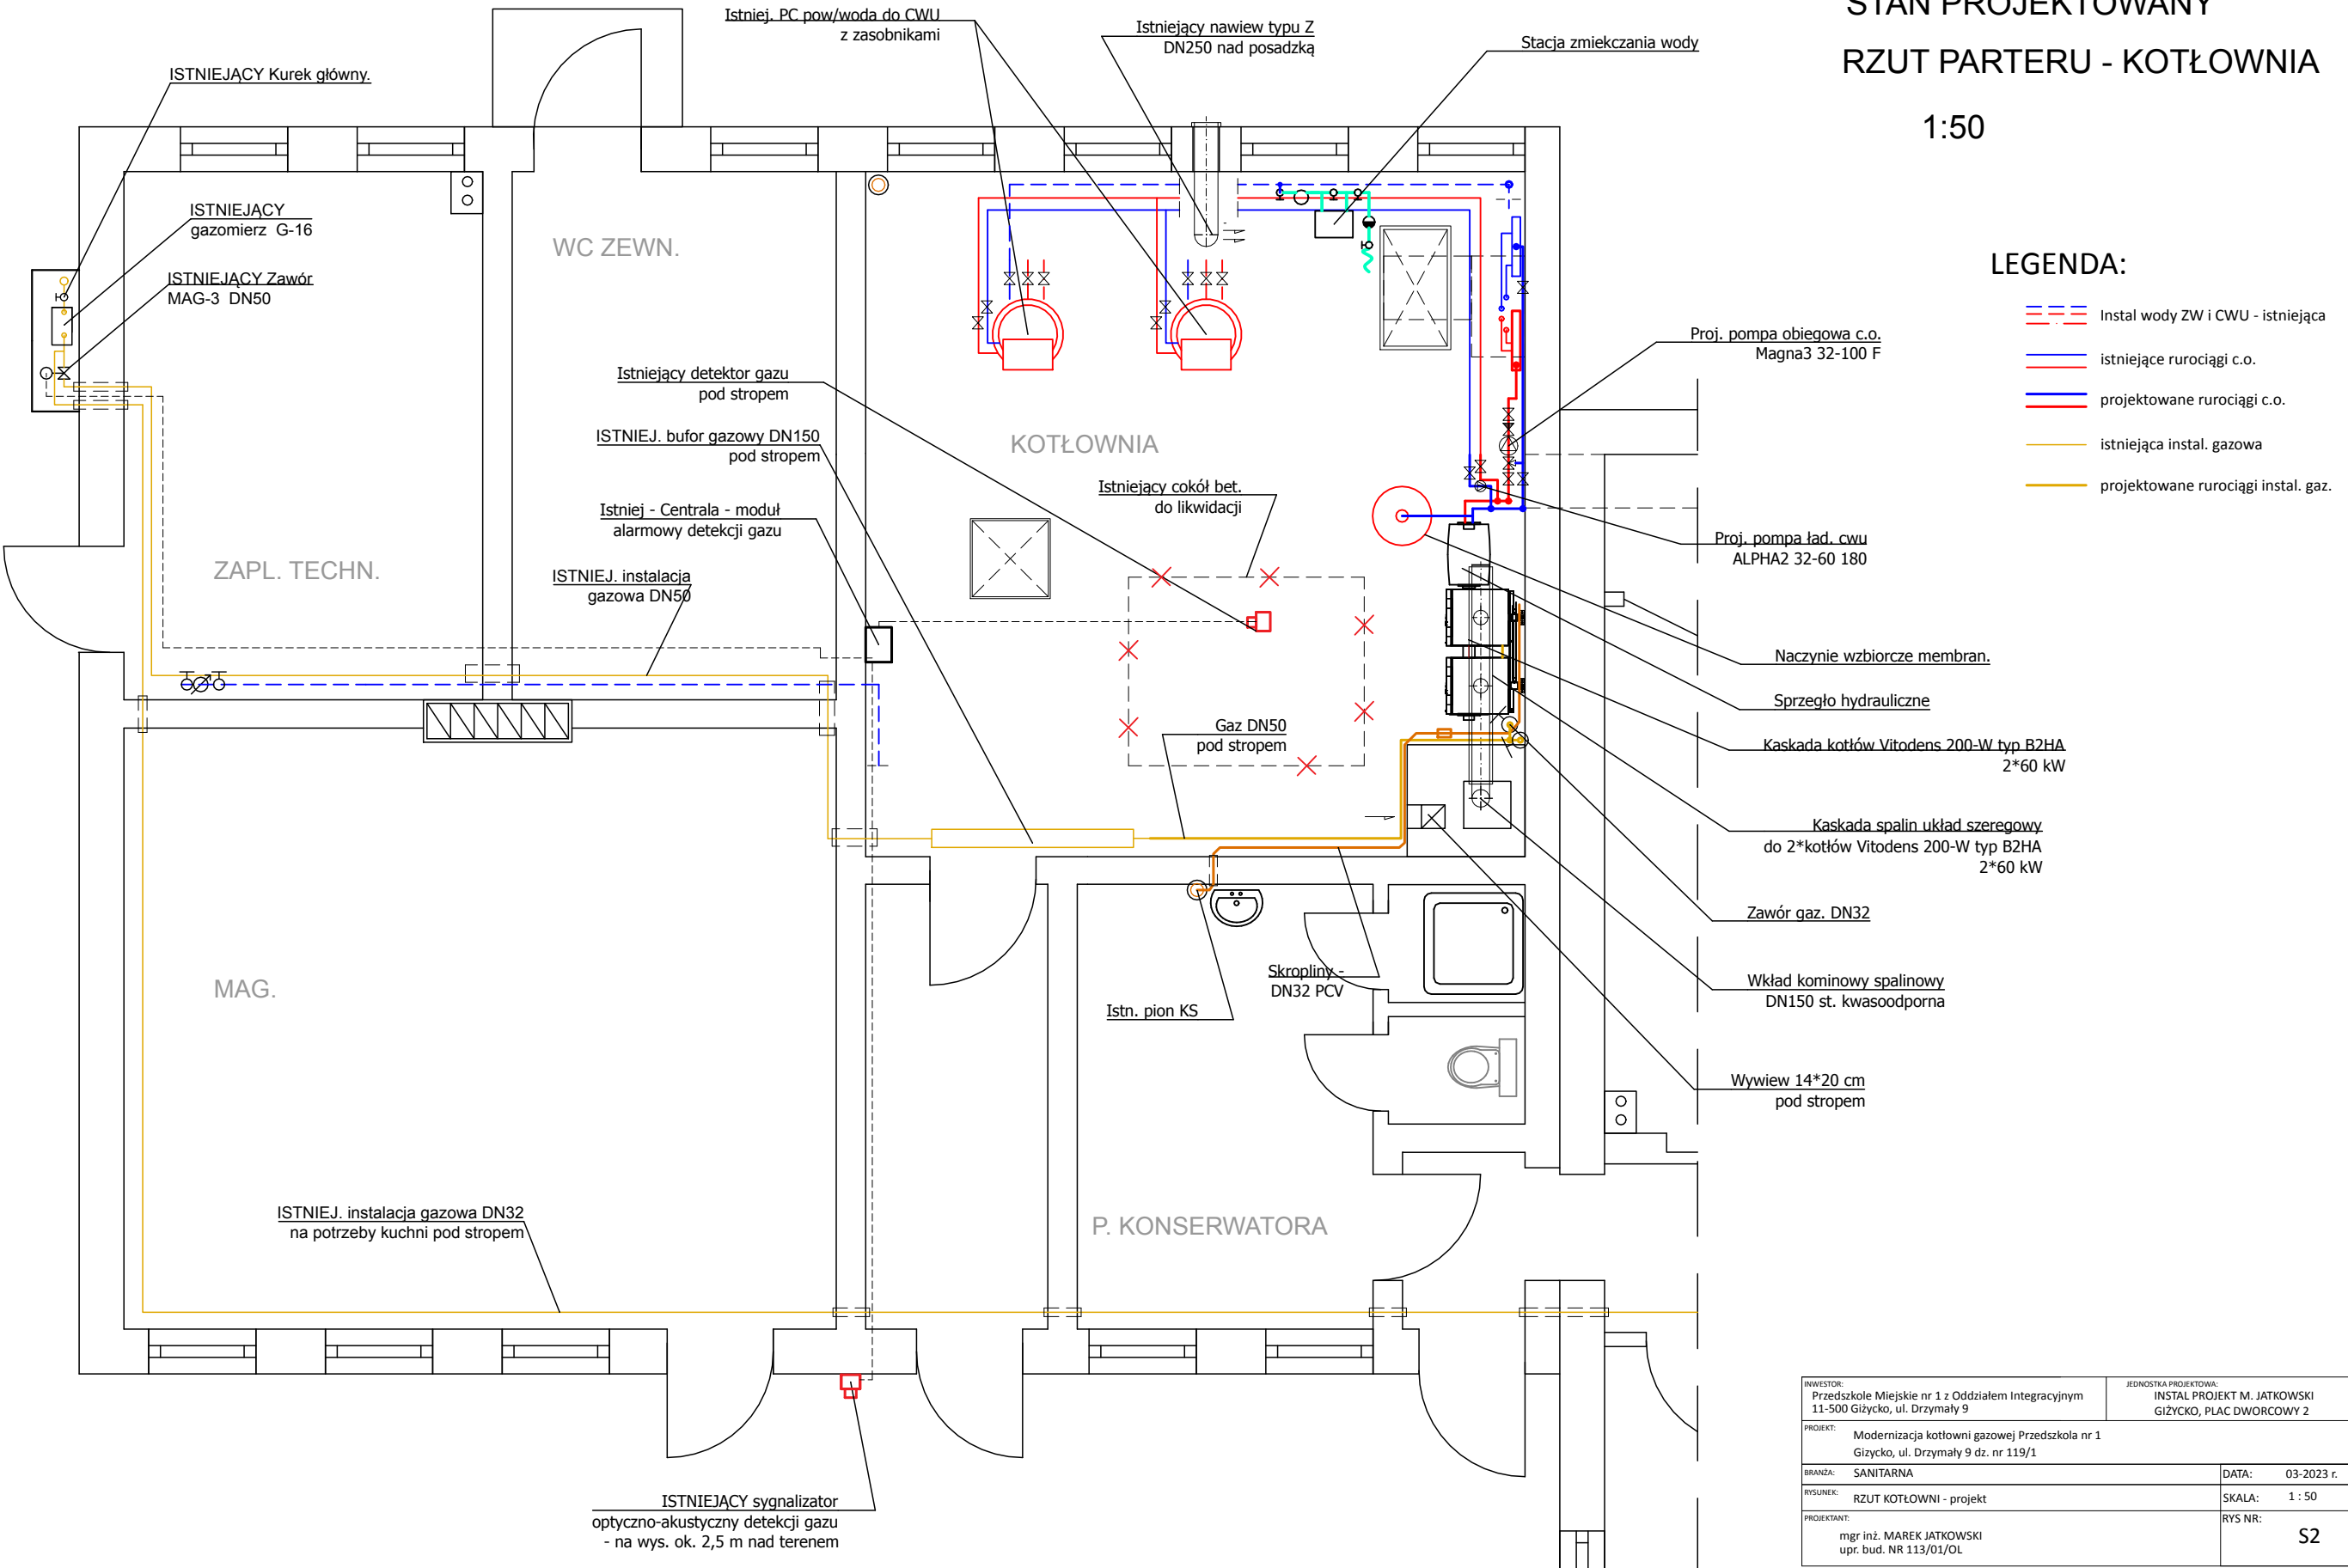 STAN PROJEKTOWANY
RZUT PARTERU - KOTŁOWNIA
1:50
Istniej. PC pow/woda do CWU
z zasobnikami
Istniejący nawiew typu Z
DN250 nad posadzką
Stacja zmiekczania wody
ISTNIEJĄCY Kurek główny.
ISTNIEJĄCY
gazomierz G-16
ISTNIEJĄCY Zawór
MAG-3 DN50
WC ZEWN.
LEGENDA:
Instal wody ZW i CWU - istniejąca
istniejące rurociągi c.o.
projektowane rurociągi c.o.
istniejąca instal. gazowa
projektowane rurociągi instal. gaz.
Proj. pompa obiegowa c.o.
Magna3 32-100 F
Istniejący detektor gazu
pod stropem
ISTNIEJ. bufor gazowy DN150
pod stropem
KOTŁOWNIA
Istniejący cokół bet.
do likwidacji
Istniej - Centrala - moduł
alarmowy detekcji gazu
ZAPL. TECHN.
ISTNIEJ. instalacja
gazowa DN50
Proj. pompa ład. cwu
ALPHA2 32-60 180
Naczynie wzbiorcze membran.
Sprzegło hydrauliczne
Gaz DN50
pod stropem
Kaskada kotłów Vitodens 200-W typ B2HA
2*60 kW
Kaskada spalin układ szeregowy
do 2*kotłów Vitodens 200-W typ B2HA
2*60 kW
Zawór gaz. DN32
Wkład kominowy spalinowy
DN150 st. kwasoodporna
Skropliny -
DN32 PCV
Istn. pion KS
MAG.
Wywiew 14*20 cm
pod stropem
ISTNIEJ. instalacja gazowa DN32
na potrzeby kuchni pod stropem
P. KONSERWATORA
ISTNIEJĄCY sygnalizator
optyczno-akustyczny detekcji gazu
- na wys. ok. 2,5 m nad terenem
INWESTOR:
Przedszkole Miejskie nr 1 z Oddziałem Integracyjnym
11-500 Giżycko, ul. Drzymały 9
JEDNOSTKA PROJEKTOWA:
INSTAL PROJEKT M. JATKOWSKI
GIŻYCKO, PLAC DWORCOWY 2
PROJEKT:
Modernizacja kotłowni gazowej Przedszkola nr 1
Gizycko, ul. Drzymały 9 dz. nr 119/1
BRANŻA: SANITARNA
DATA: 03-2023 r.
RYSUNEK: RZUT KOTŁOWNI - projekt
SKALA: 1 : 50
PROJEKTANT:
mgr inż. MAREK JATKOWSKI
upr. bud. NR 113/01/OL
RYS NR:
S2